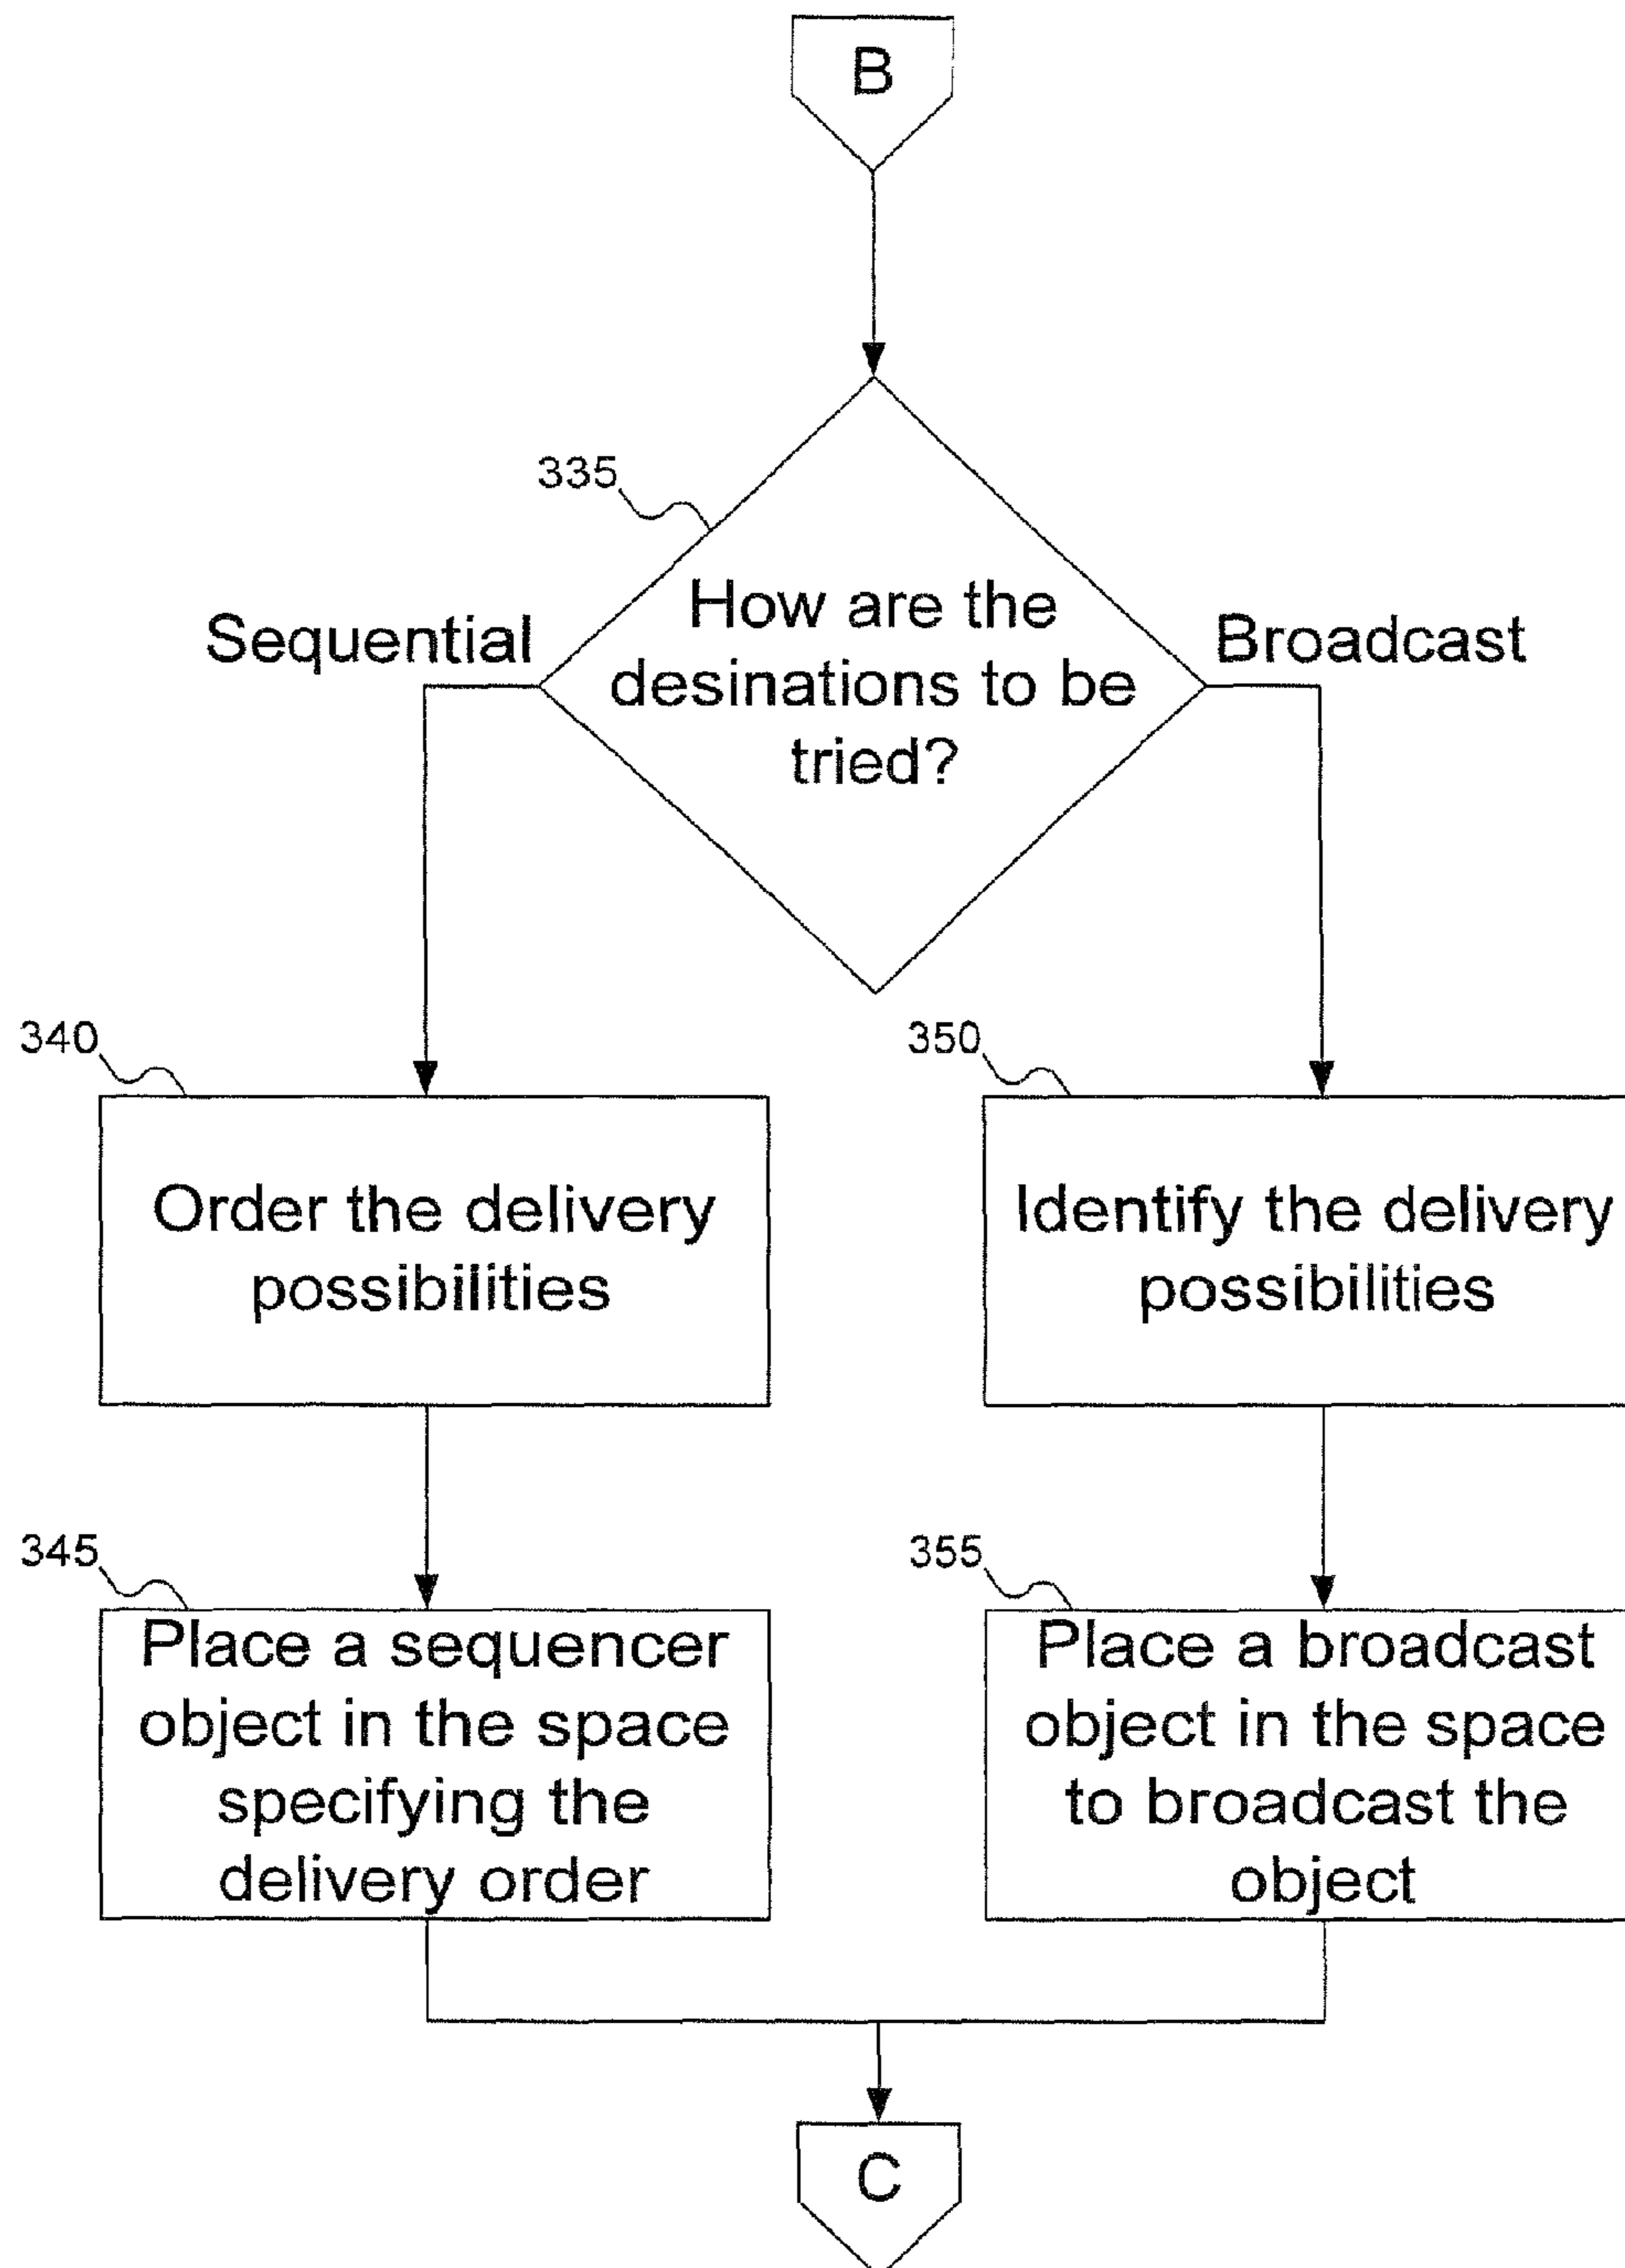 B
335
How are the
desinations to be
tried?
Sequential
Broadcast
340
Order the delivery
possibilities
350
Identify the delivery
possibilities
345
Place a sequencer
object in the space
specifying the
delivery order
355
Place a broadcast
object in the space
to broadcast the
object
C